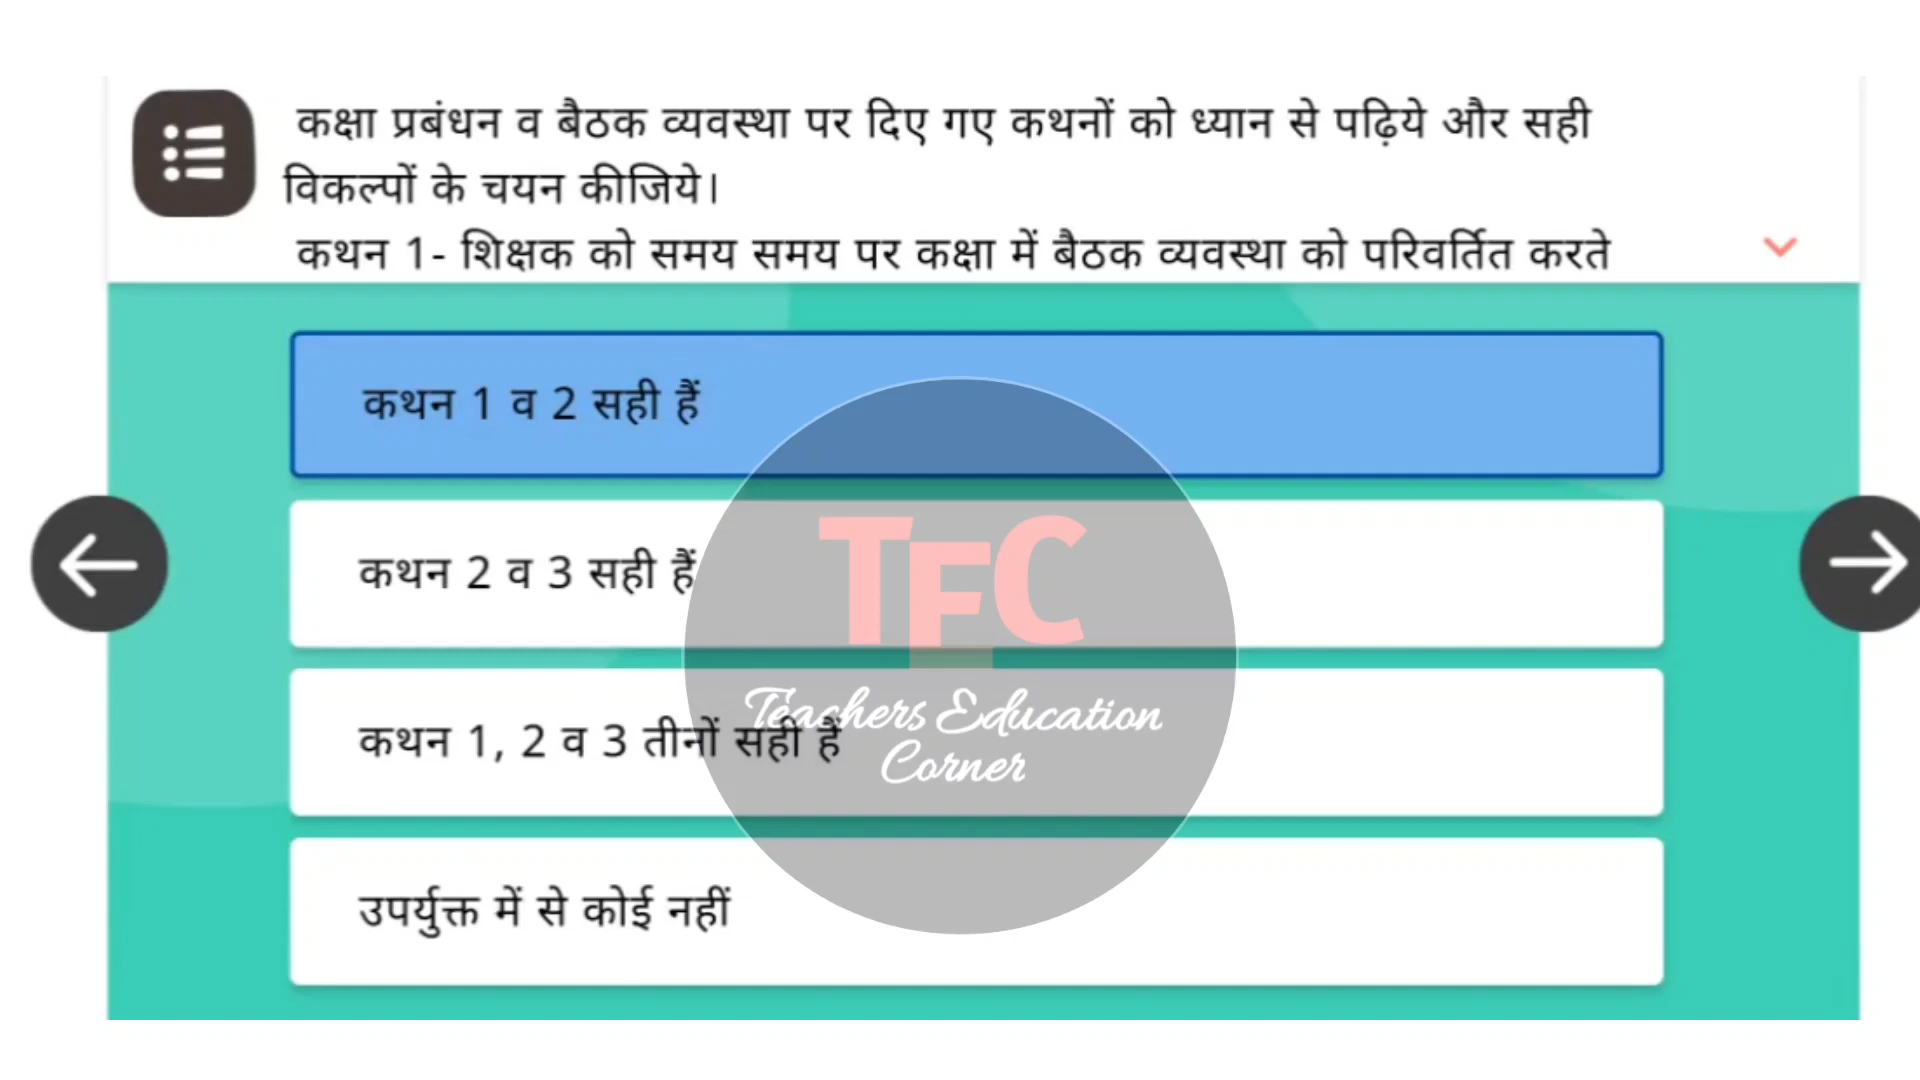 कक्षा प्रबंधन व बैठक व्यवस्था पर दिए गए कथनों को ध्यान से पढ़िये और सही
विकल्पों के चयन कीजिये।
कथन 1- शिक्षक को समय समय पर कक्षा में बैठक व्यवस्था को परिवर्तित करते
कथन 1 व 2 सही हैं
कथन 2 व 3 सही हैं
कथन 1, 2 व 3 तीनों सही हैं
उपर्युक्त में से कोई नहीं
TEC
Teachers Education
Corner